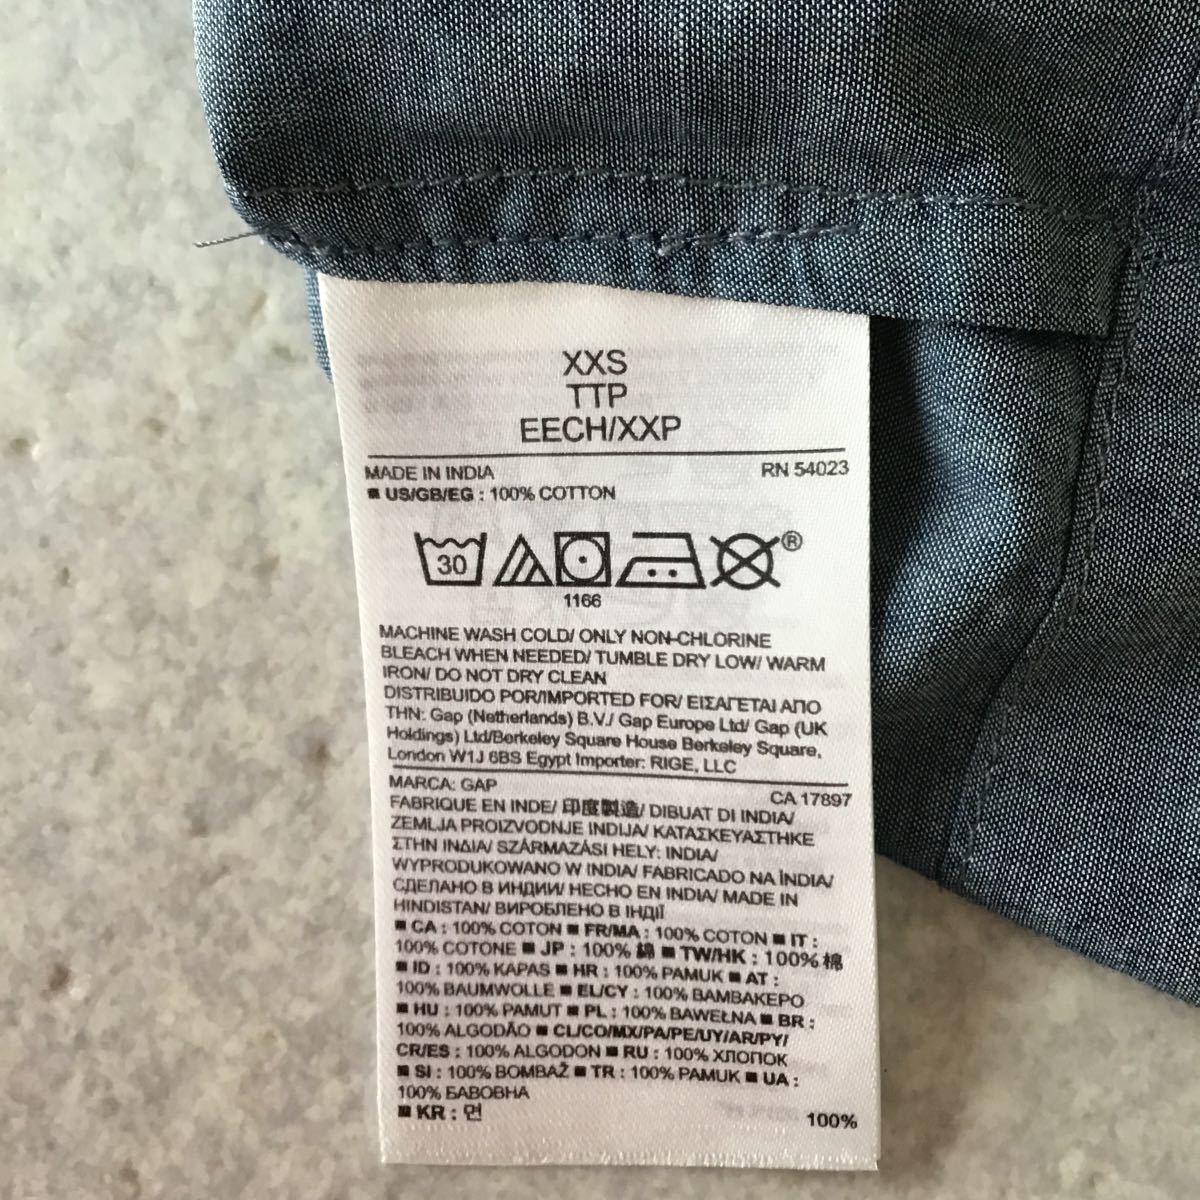 XXS
TTP
EECH/XXP
MADE IN INDIA RN 54023
■ US/GB/EG : 100% COTTON
30 ®
1166
MACHINE WASH COLD/ ONLY NON-CHLORINE
BLEACH WHEN NEEDED/ TUMBLE DRY LOW/ WARM
IRON/ DO NOT DRY CLEAN
DISTRIBUIDO POR/IMPORTED FOR/ ΕΙΣΑΓΕΤΑΙ ΑΠΟ
THN: Gap (Netherlands) B.V./ Gap Europe Ltd/ Gap (UK
Holdings) Ltd/Berkeley Square House Berkeley Square,
London W1J 6BS Egypt Importer: RIGE, LLC
MARCA: GAP CA 17897
FABRIQUE EN INDE/ 印度製造/ DIBUAT DI INDIA/
ZEMLJA PROIZVODNJE INDIJA/ ΚΑΤΑΣΚΕΥΑΣΤΗΚΕ
ΣΤΗΝ ΙΝΔΙΑ/ SZÁRMAZÁSI HELY: INDIA/
WYPRODUKOWANO W INDIA/ FABRICADO NA ÍNDIA/
СДЕЛАНО В ИНДИИ/ HECHO EN INDIA/ MADE IN
HINDISTAN/ ВИРОБЛЕНО В ІНДІЇ
■ CA : 100% COTON ■ FR/MA : 100% COTON ■ IT :
100% COTONE ■ JP : 100% 綿 ■ TW/HK : 100% 棉
■ ID : 100% KAPAS ■ HR : 100% PAMUK ■ AT :
100% BAUMWOLLE ■ EL/CY : 100% ΒΑΜΒΑΚΕΡΟ
■ HU : 100% PAMUT ■ PL : 100% BAWEŁNA ■ BR :
100% ALGODÃO ■ CL/CO/MX/PA/PE/UY/AR/PY/
CR/ES : 100% ALGODON ■ RU : 100% ХЛОПОК
■ SI : 100% BOMBAŽ ■ TR : 100% PAMUK ■ UA :
100% БАВОВНА
■ KR : 면 100%